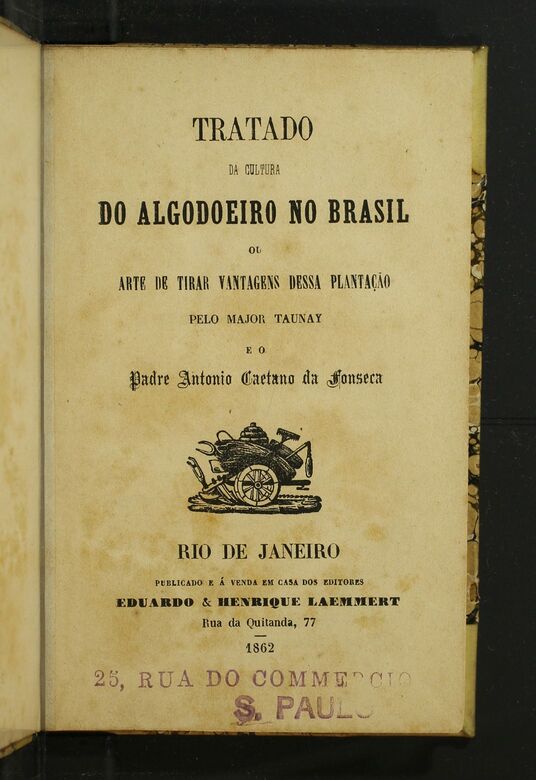 TRATADO
DA CULTURA
DO ALGODOEIRO NO BRASIL
OU
ARTE DE TIRAR VANTAGENS DESSA PLANTAÇÃO
PELO MAJOR TAUNAY
E O
Padre Antonio Caetano da Fonseca
RIO DE JANEIRO
PUBLICADO E Á VENDA EM CASA DOS EDITORES
EDUARDO & HENRIQUE LAEMMERT
Rua da Quitanda, 77
1862
25, RUA DO COMMERCIO
S. PAULO